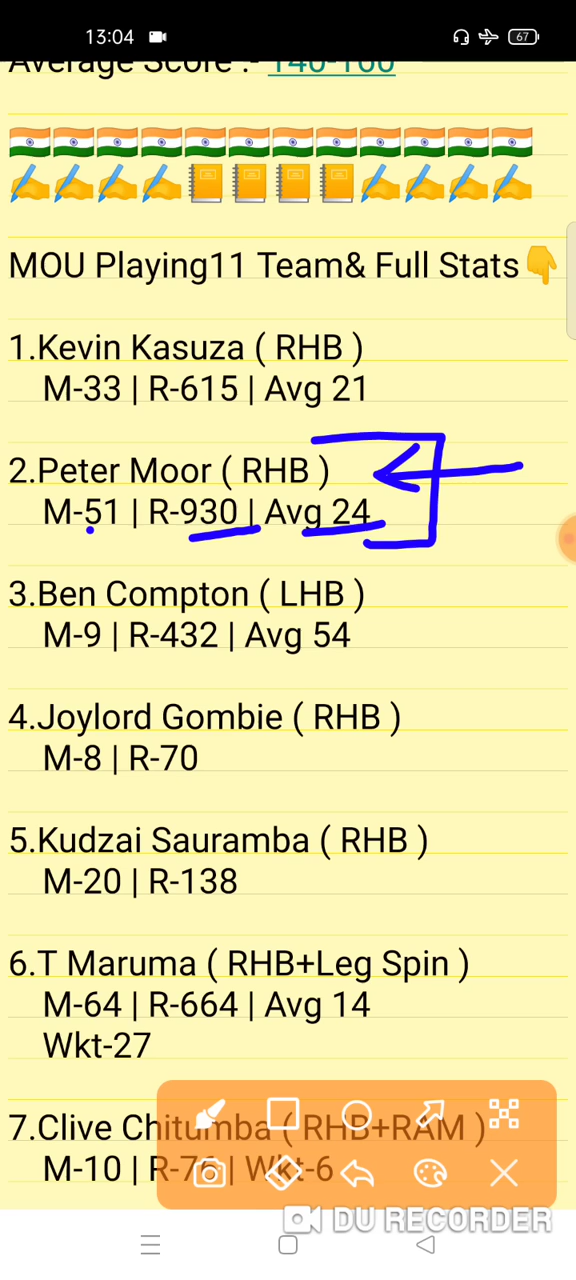 13:04
67
Average Score :- 140-160
MOU Playing11 Team& Full Stats👇
1.Kevin Kasuza ( RHB )
M-33 | R-615 | Avg 21
2.Peter Moor ( RHB )
M-51 | R-930 | Avg 24
3.Ben Compton ( LHB )
M-9 | R-432 | Avg 54
4.Joylord Gombie ( RHB )
M-8 | R-70
5.Kudzai Sauramba ( RHB )
M-20 | R-138
6.T Maruma ( RHB+Leg Spin )
M-64 | R-664 | Avg 14
Wkt-27
7.Clive Chitumba ( RHB+RAM )
M-10 | R-76 | Wkt-6
DU RECORDER